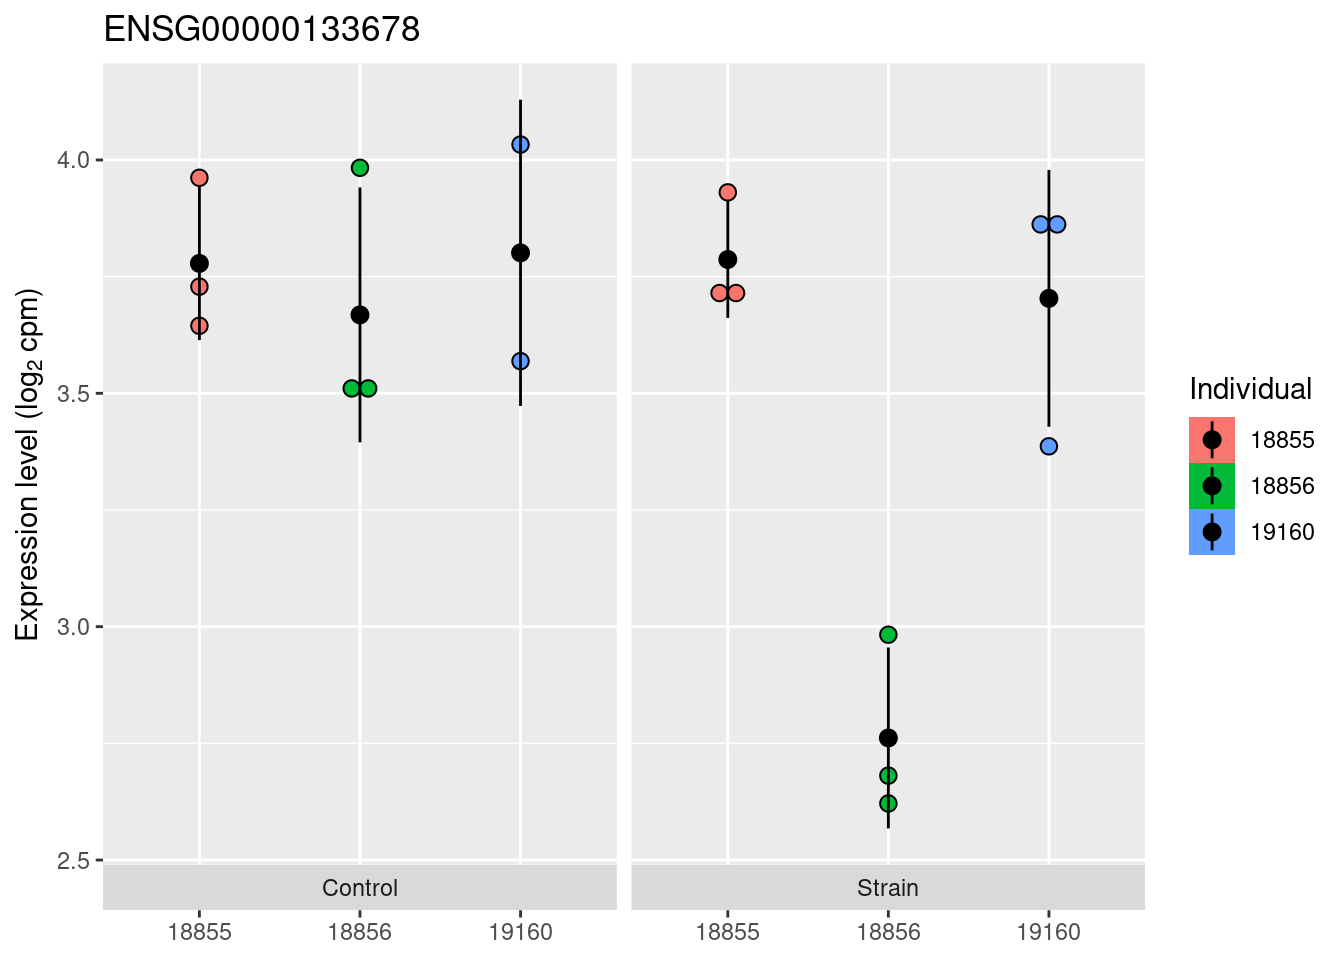 ENSG00000133678
Expression level (log₂ cpm)
4.0
3.5
3.0
2.5
Control
Strain
18855
18856
19160
18855
18856
19160
Individual
18855
18856
19160